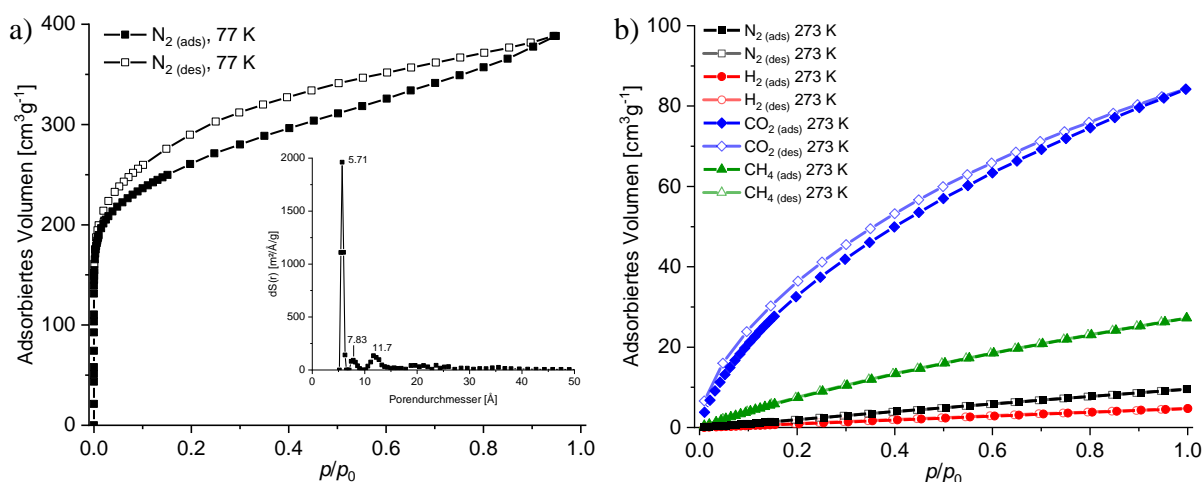 a)
N2 (ads), 77 K
N2 (des), 77 K
Adsorbiertes Volumen [cm³g⁻¹]
400
300
200
100
0
0.0 0.2 0.4 0.6 0.8 1.0
p/p0
dS(r) [m²/Å/g]
2000
1500
1000
500
0
5.71
7.83
11.7
0 10 20 30 40 50
Porendurchmesser [Å]
b)
N2 (ads) 273 K
N2 (des) 273 K
H2 (ads) 273 K
H2 (des) 273 K
CO2 (ads) 273 K
CO2 (des) 273 K
CH4 (ads) 273 K
CH4 (des) 273 K
Adsorbiertes Volumen [cm³g⁻¹]
100
80
60
40
20
0
0.0 0.2 0.4 0.6 0.8 1.0
p/p0